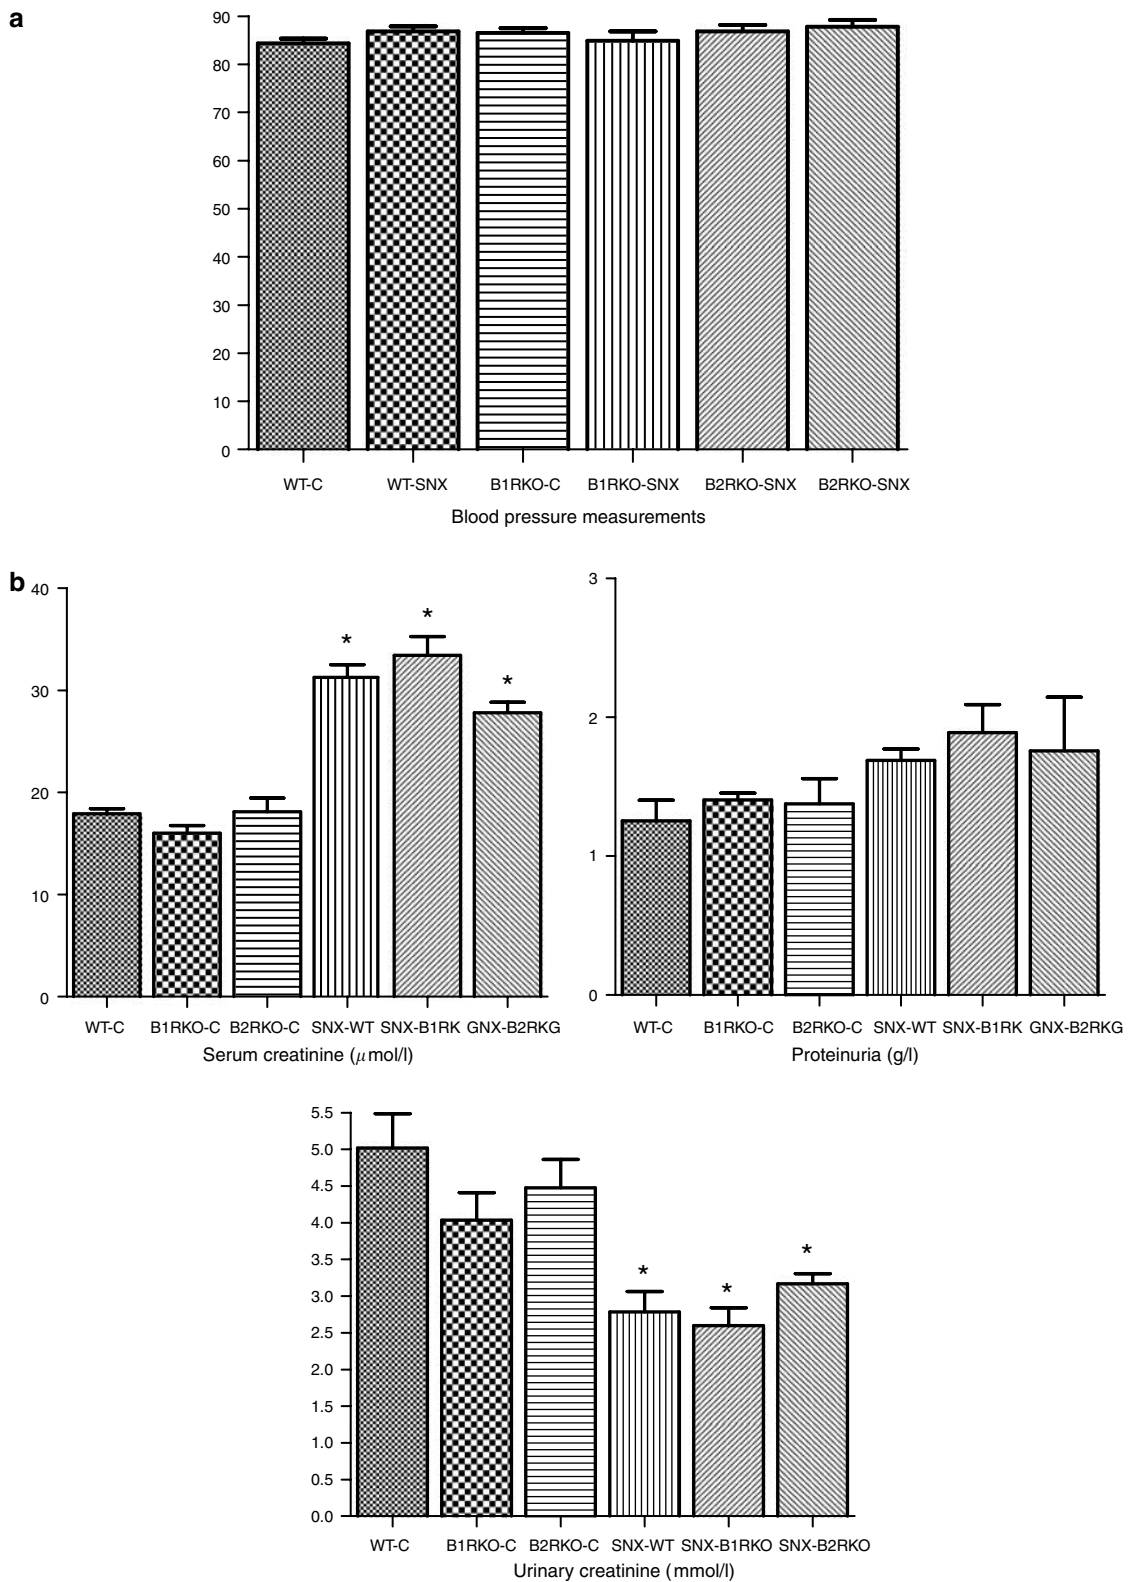 a
90
80
70
60
50
40
30
20
10
0
WT-C WT-SNX B1RKO-C B1RKO-SNX B2RKO-SNX B2RKO-SNX
Blood pressure measurements
b
40
30
20
10
0
* * *
WT-C B1RKO-C B2RKO-C SNX-WT SNX-B1RK GNX-B2RKG
Serum creatinine (μmol/l)
3
2
1
0
WT-C B1RKO-C B2RKO-C SNX-WT SNX-B1RK GNX-B2RKG
Proteinuria (g/l)
5.5
5.0
4.5
4.0
3.5
3.0
2.5
2.0
1.5
1.0
0.5
0.0
* * *
WT-C B1RKO-C B2RKO-C SNX-WT SNX-B1RKO SNX-B2RKO
Urinary creatinine (mmol/l)